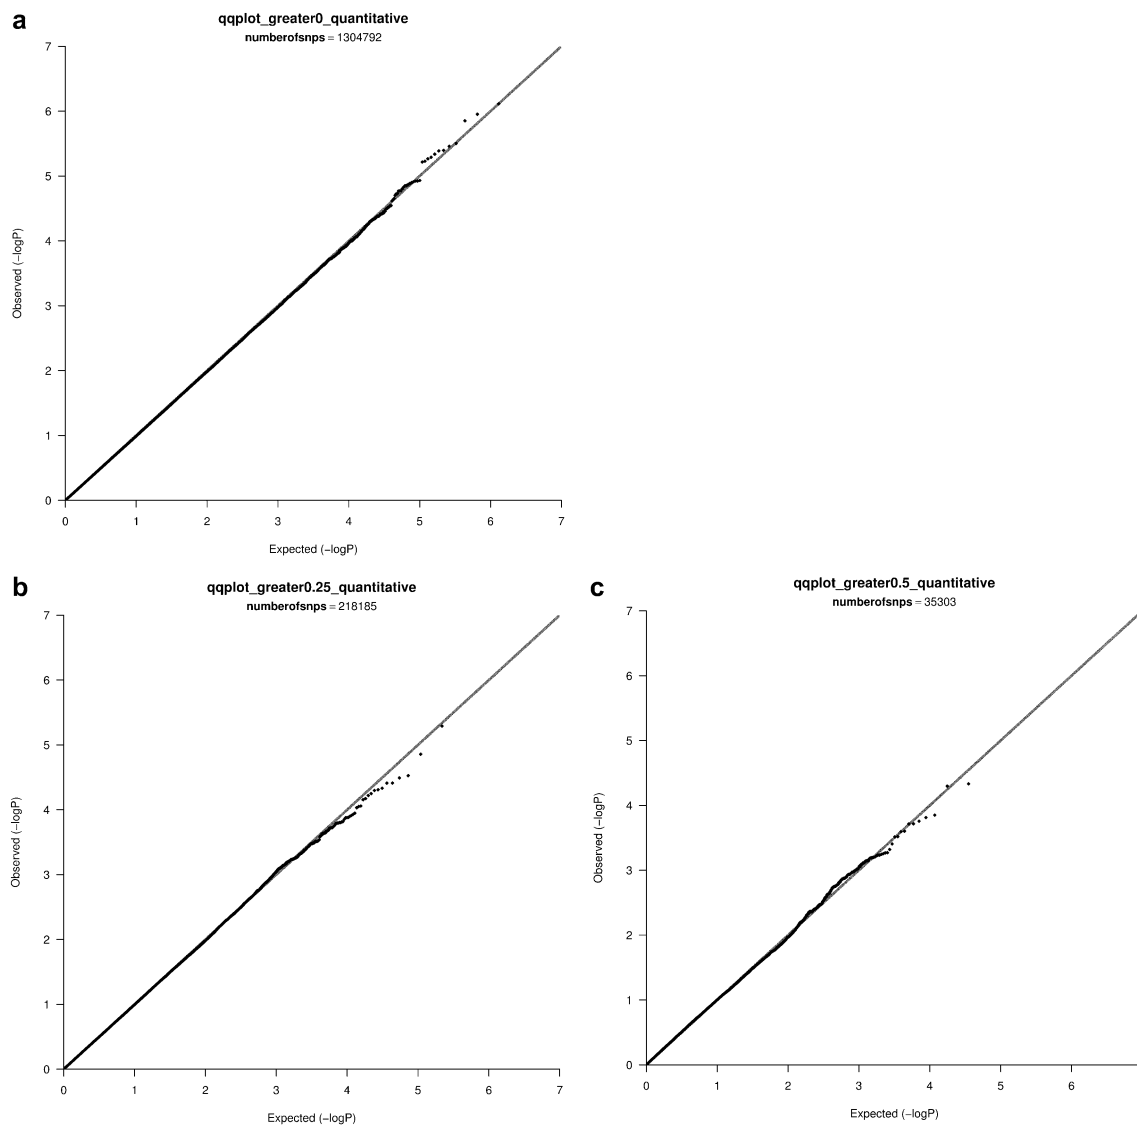 a
qqplot_greater0_quantitative
numberofsnps = 1304792
7
6
5
4
3
2
1
0
Observed (−logP)
0 1 2 3 4 5 6 7
Expected (−logP)
b
qqplot_greater0.25_quantitative
numberofsnps = 218185
7
6
5
4
3
2
1
0
Observed (−logP)
0 1 2 3 4 5 6 7
Expected (−logP)
c
qqplot_greater0.5_quantitative
numberofsnps = 35303
7
6
5
4
3
2
1
0
Observed (−logP)
0 1 2 3 4 5 6
Expected (−logP)